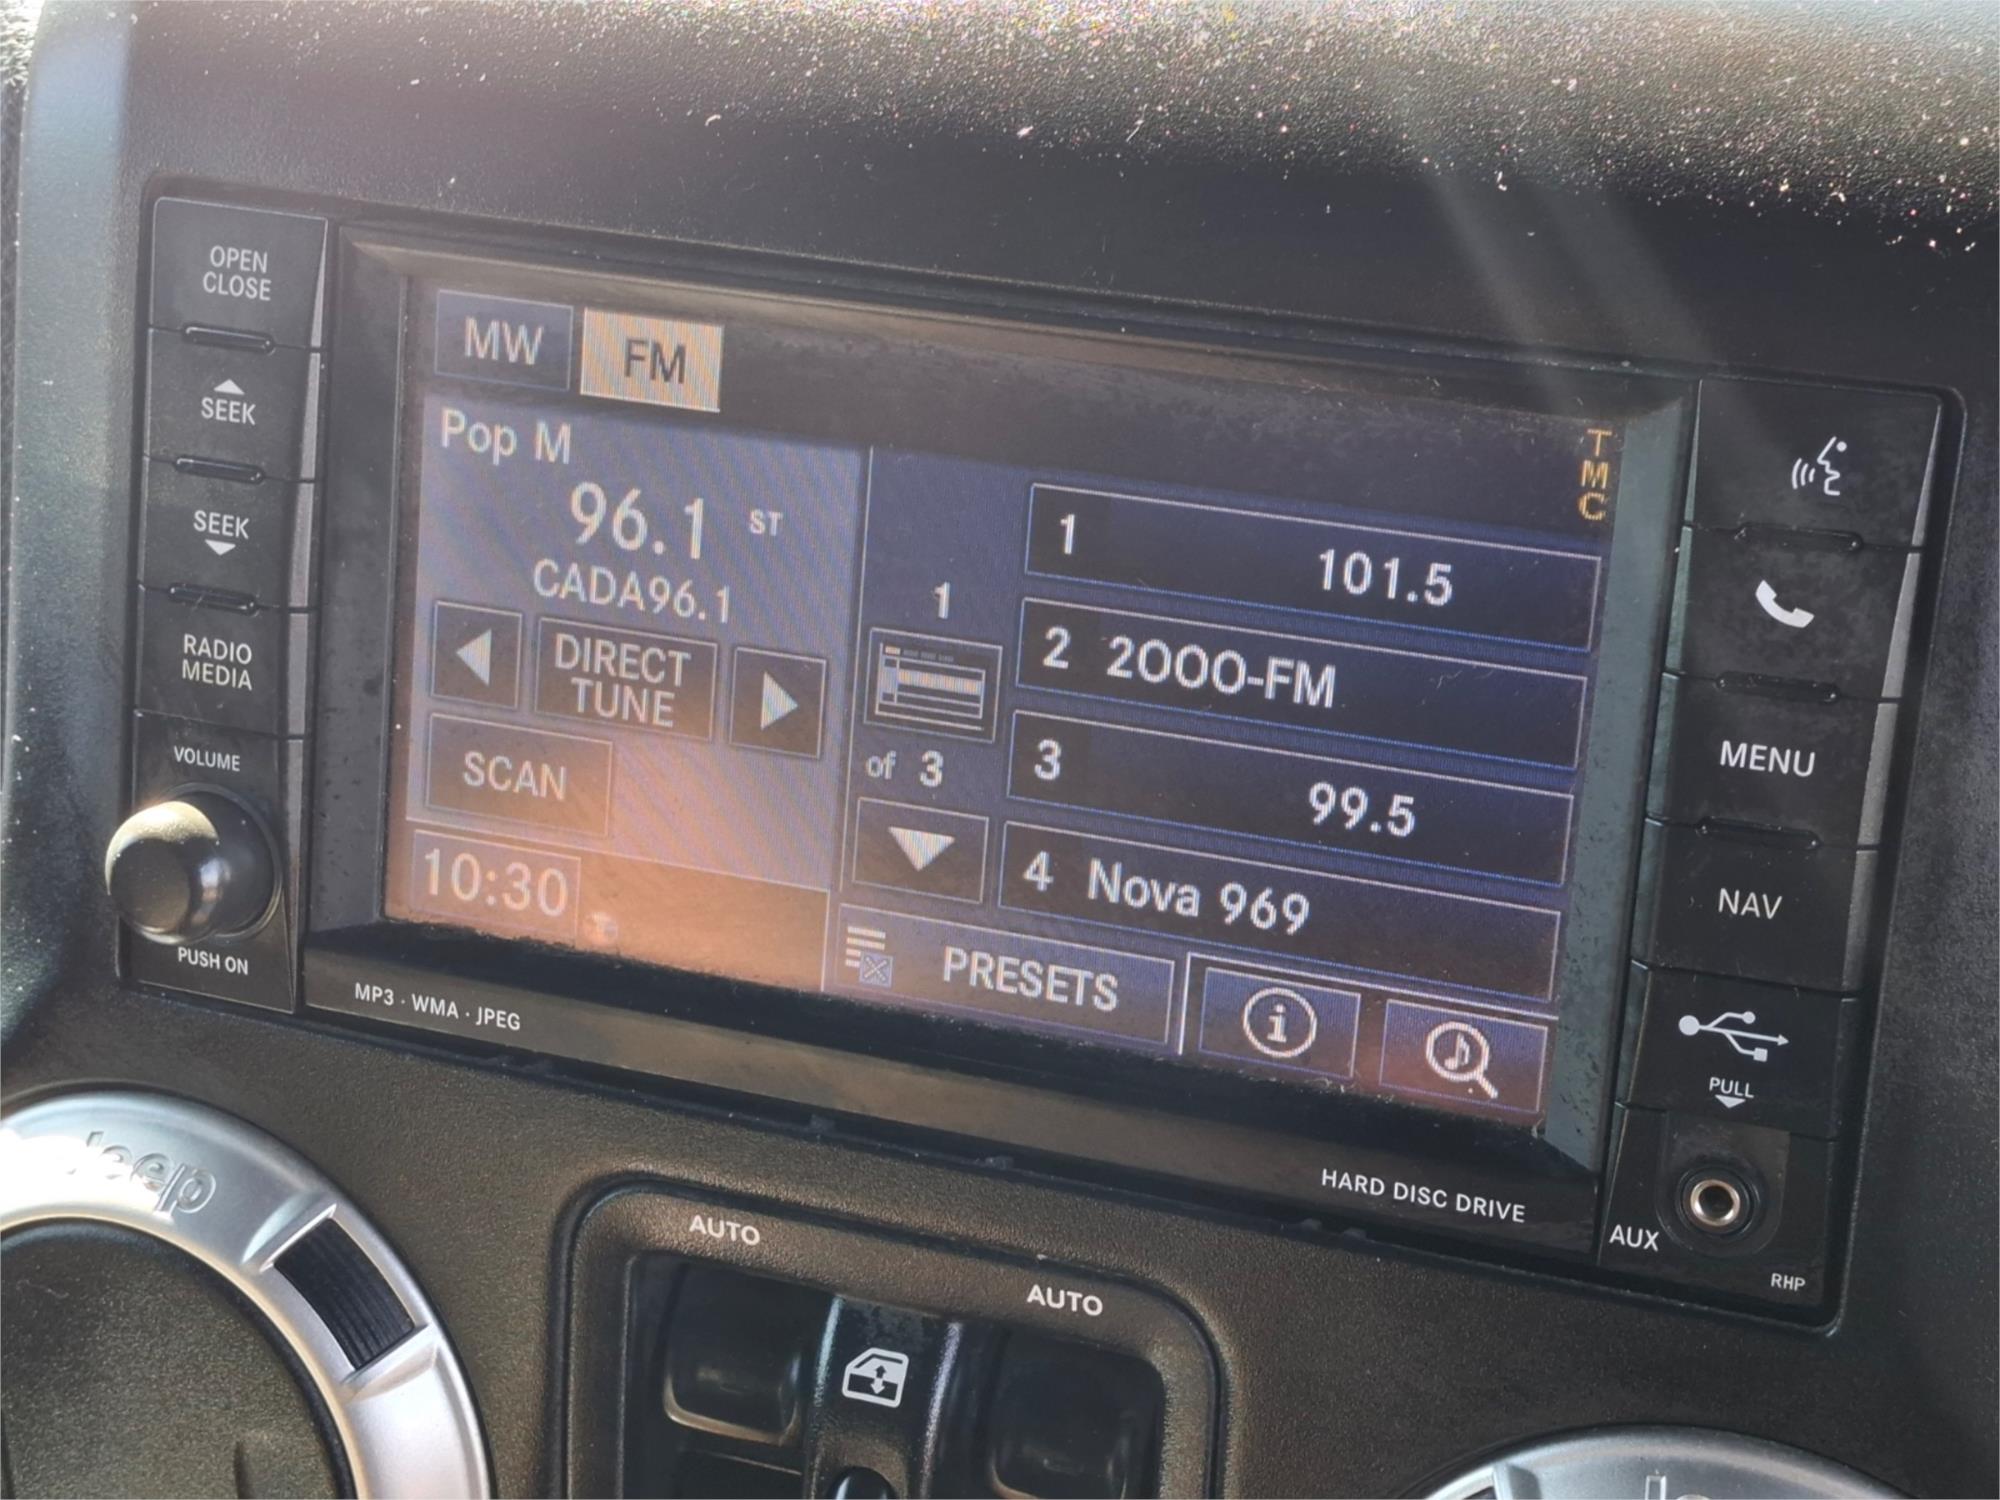 OPEN
CLOSE
SEEK
SEEK
RADIO
MEDIA
VOLUME
PUSH ON
MW
FM
Pop M
96.1 ST
CADA96.1
DIRECT
TUNE
SCAN
10:30
1
of 3
TMC
1 101.5
2 2000-FM
3 99.5
4 Nova 969
PRESETS
i
MENU
NAV
PULL
AUX
RHP
MP3 · WMA · JPEG
HARD DISC DRIVE
Jeep
AUTO
AUTO